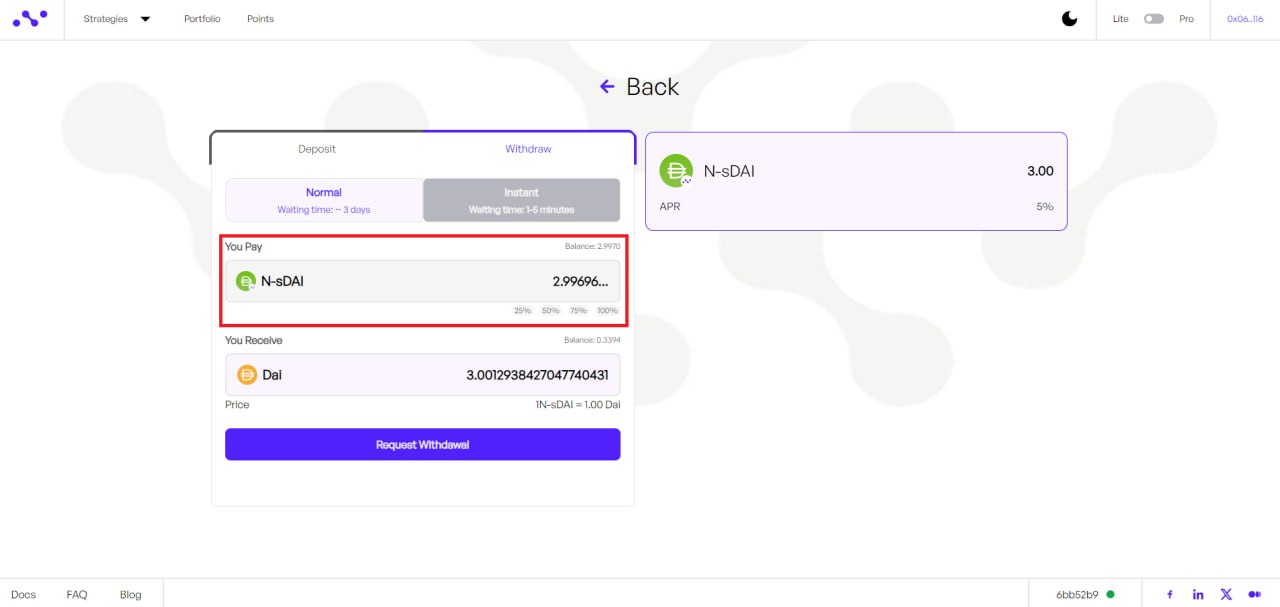 Strategies Portfolio Points Lite Pro 0x06...116
Back
Deposit Withdraw
Normal Instant
Waiting time: ~ 3 days Waiting time: 1-5 minutes
N-sDAI 3.00
APR 5%
You Pay Balance: 2.9970
N-sDAI 2.99696...
25% 50% 75% 100%
You Receive Balance: 0.3394
Dai 3.0012938427047740431
Price 1N-sDAI = 1.00 Dai
Request Withdawal
Docs FAQ Blog 6bb52b9